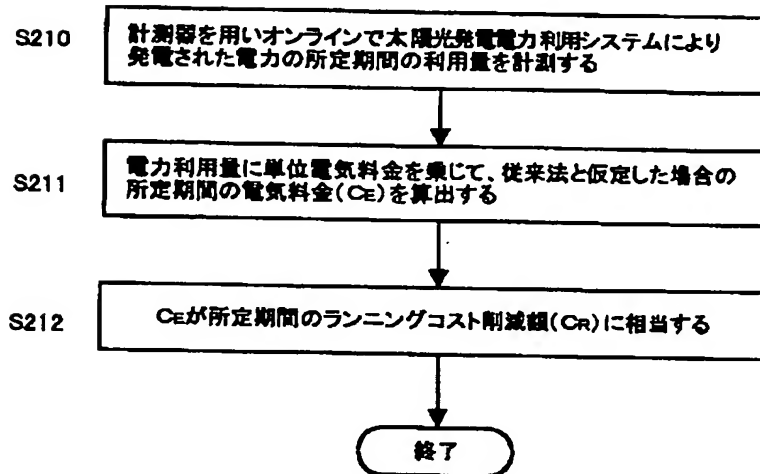 S210
計測器を用いオンラインで太陽光発電電力利用システムにより
発電された電力の所定期間の利用量を計測する
S211
電力利用量に単位電気料金を乗じて、従来法と仮定した場合の
所定期間の電気料金(CE)を算出する
S212
CEが所定期間のランニングコスト削減額(CR)に相当する
終了